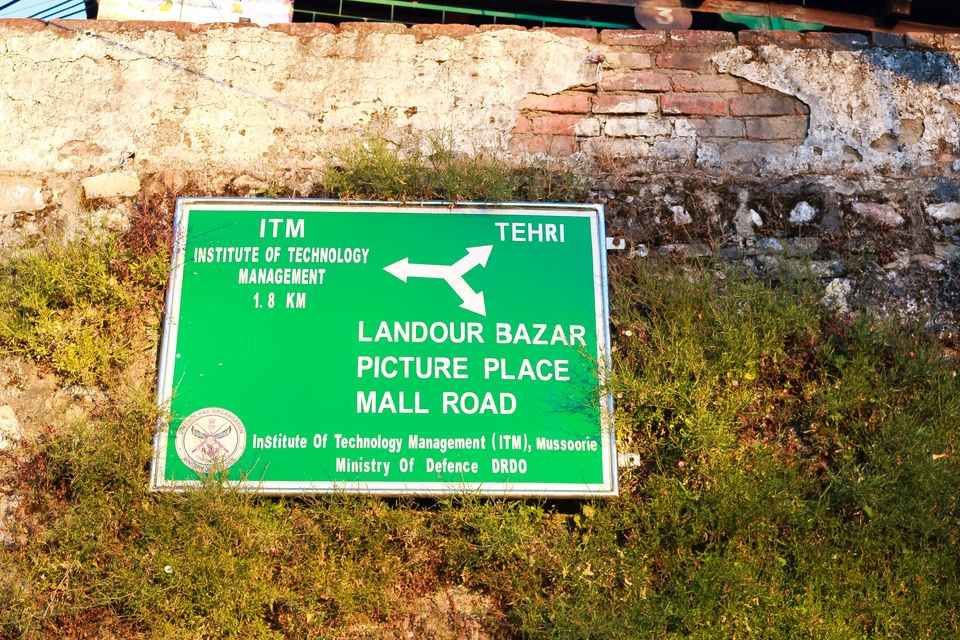 3
ITM
INSTITUTE OF TECHNOLOGY
MANAGEMENT
1.8 KM
TEHRI
LANDOUR BAZAR
PICTURE PLACE
MALL ROAD
Institute Of Technology Management (ITM), Mussoorie
Ministry Of Defence DRDO